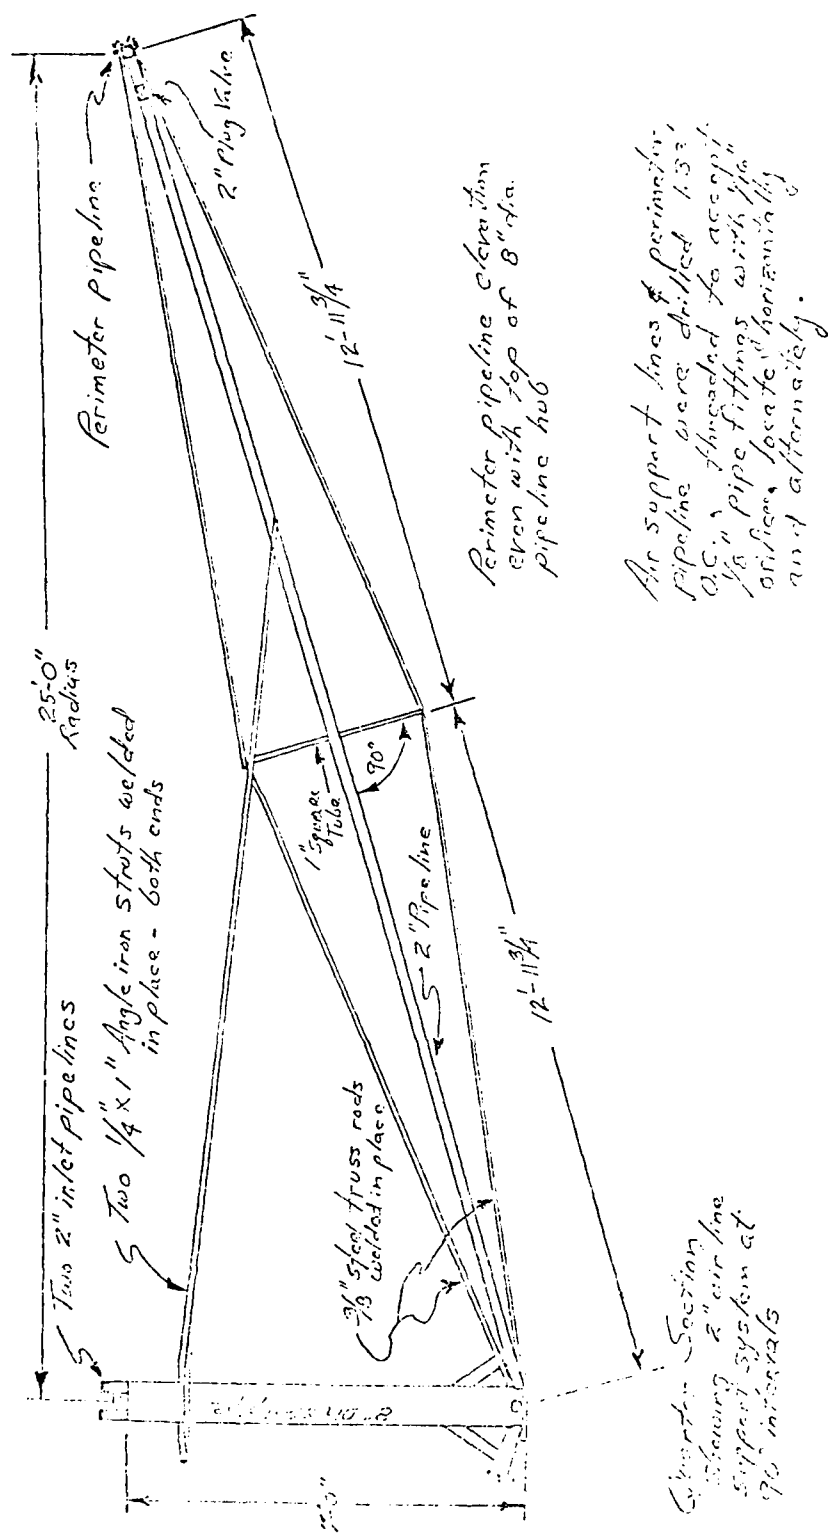 25'-0"
Radius
Two 2" inlet pipelines
Two 1/4" x 1" Angle iron struts welded
in place - both ends
Perimeter Pipeline
2" Plug Valve
12'-11 3/4"
1" Square
Tube
90°
2" Pipeline
3/8" steel truss rods
welded in place
12'-11 3/4"
Perimeter pipeline elevation
even with top of 8" dia.
pipeline hub
Air support lines & perimeter
pipeline were drilled
O.C., threaded to accept
1/8" pipe fittings with 1/16"
orifices, located horizontally
and alternately.
Quarter Section
showing 2" air line
support system at
90° intervals